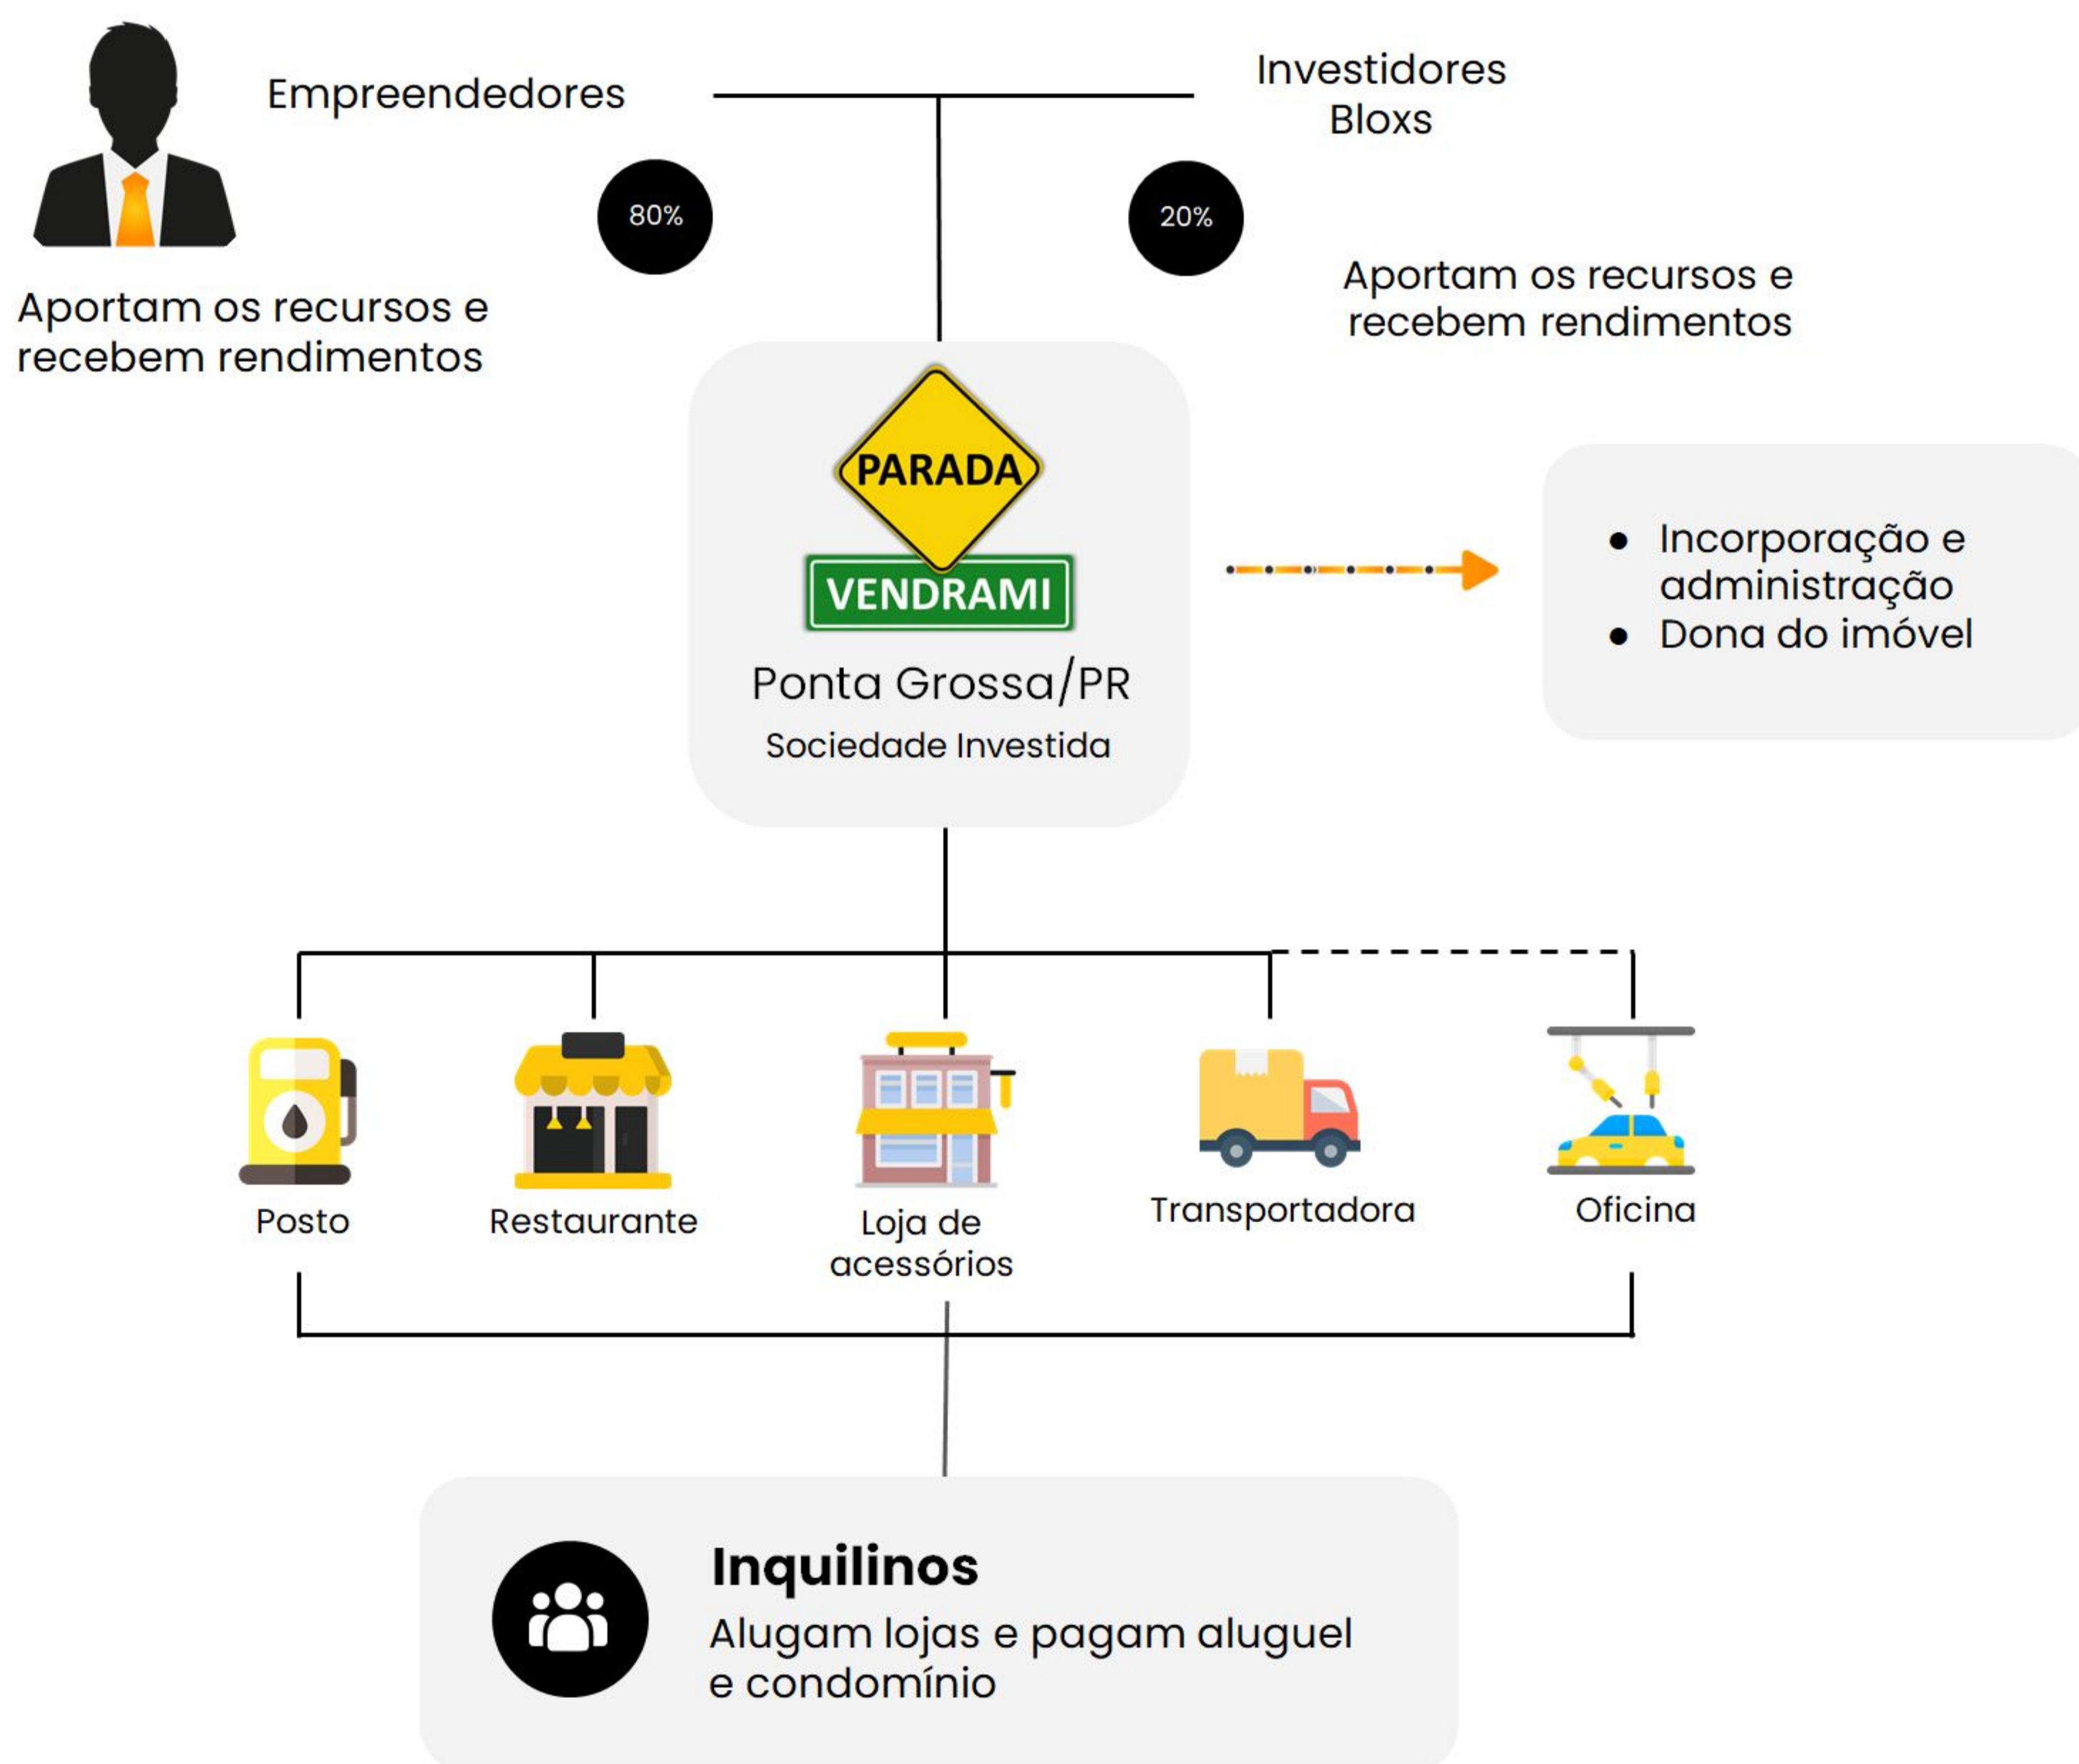 Empreendedores
Investidores
Bloxs
80%
20%
Aportam os recursos e
recebem rendimentos
Aportam os recursos e
recebem rendimentos
PARADA
VENDRAMI
Ponta Grossa/PR
Sociedade Investida
● Incorporação e
administração
● Dona do imóvel
Posto
Restaurante
Loja de
acessórios
Transportadora
Oficina
Inquilinos
Alugam lojas e pagam aluguel
e condomínio